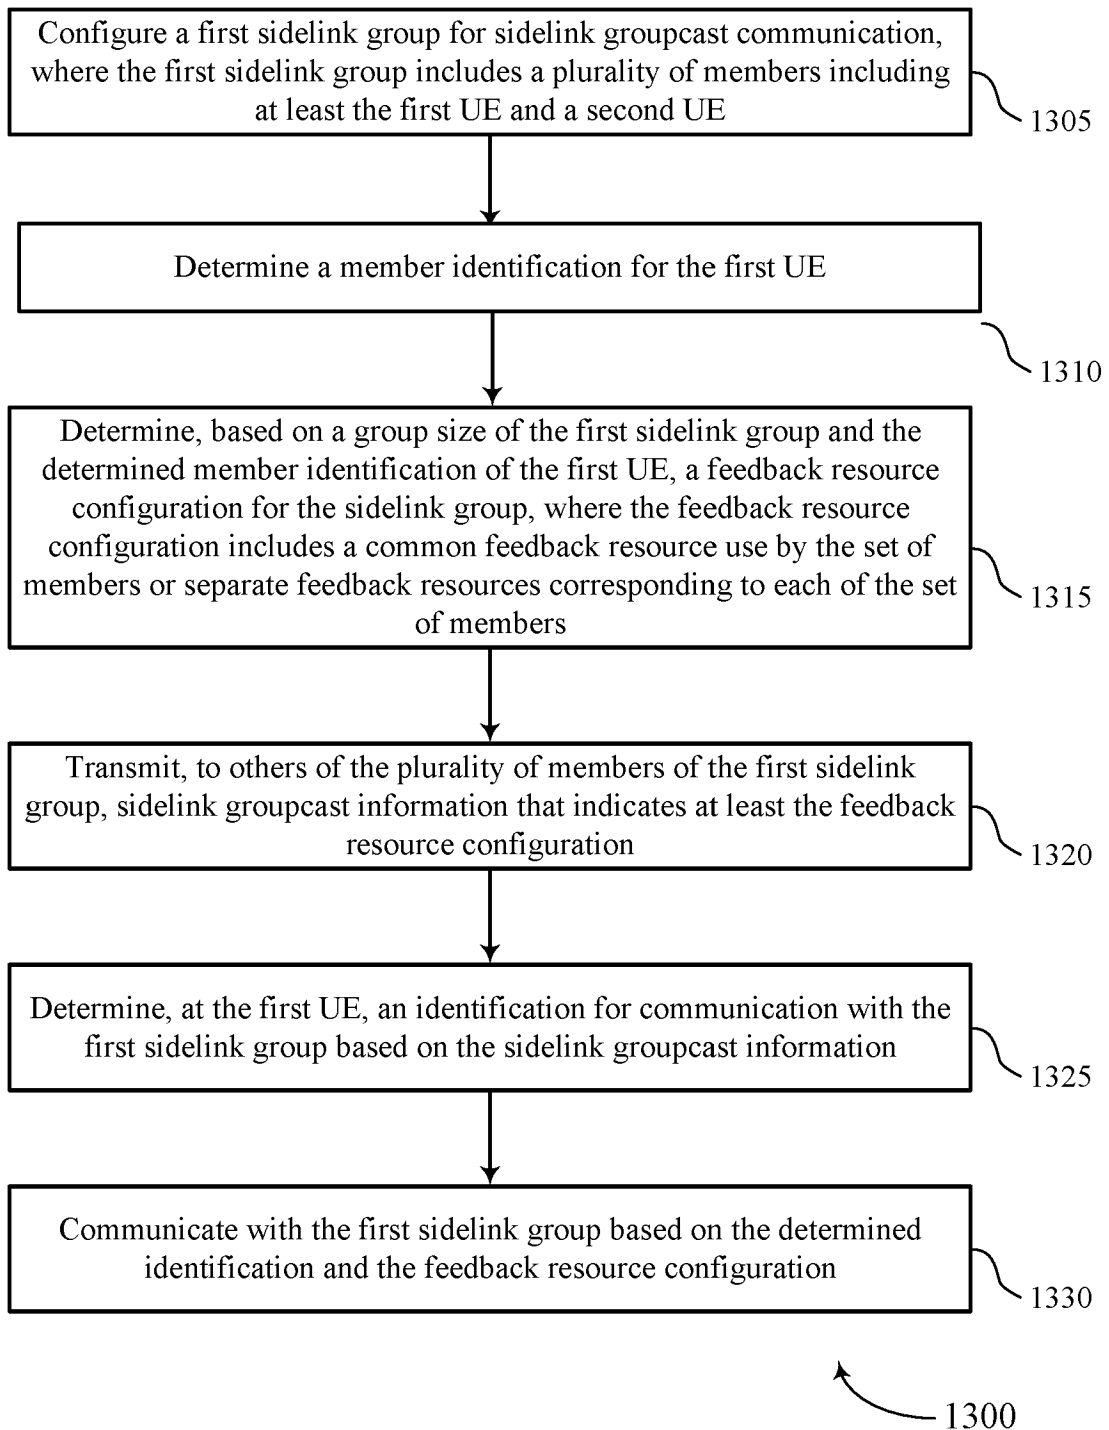 Configure a first sidelink group for sidelink groupcast communication,
where the first sidelink group includes a plurality of members including
at least the first UE and a second UE
1305
Determine a member identification for the first UE
1310
Determine, based on a group size of the first sidelink group and the
determined member identification of the first UE, a feedback resource
configuration for the sidelink group, where the feedback resource
configuration includes a common feedback resource use by the set of
members or separate feedback resources corresponding to each of the set
of members
1315
Transmit, to others of the plurality of members of the first sidelink
group, sidelink groupcast information that indicates at least the feedback
resource configuration
1320
Determine, at the first UE, an identification for communication with the
first sidelink group based on the sidelink groupcast information
1325
Communicate with the first sidelink group based on the determined
identification and the feedback resource configuration
1330
1300